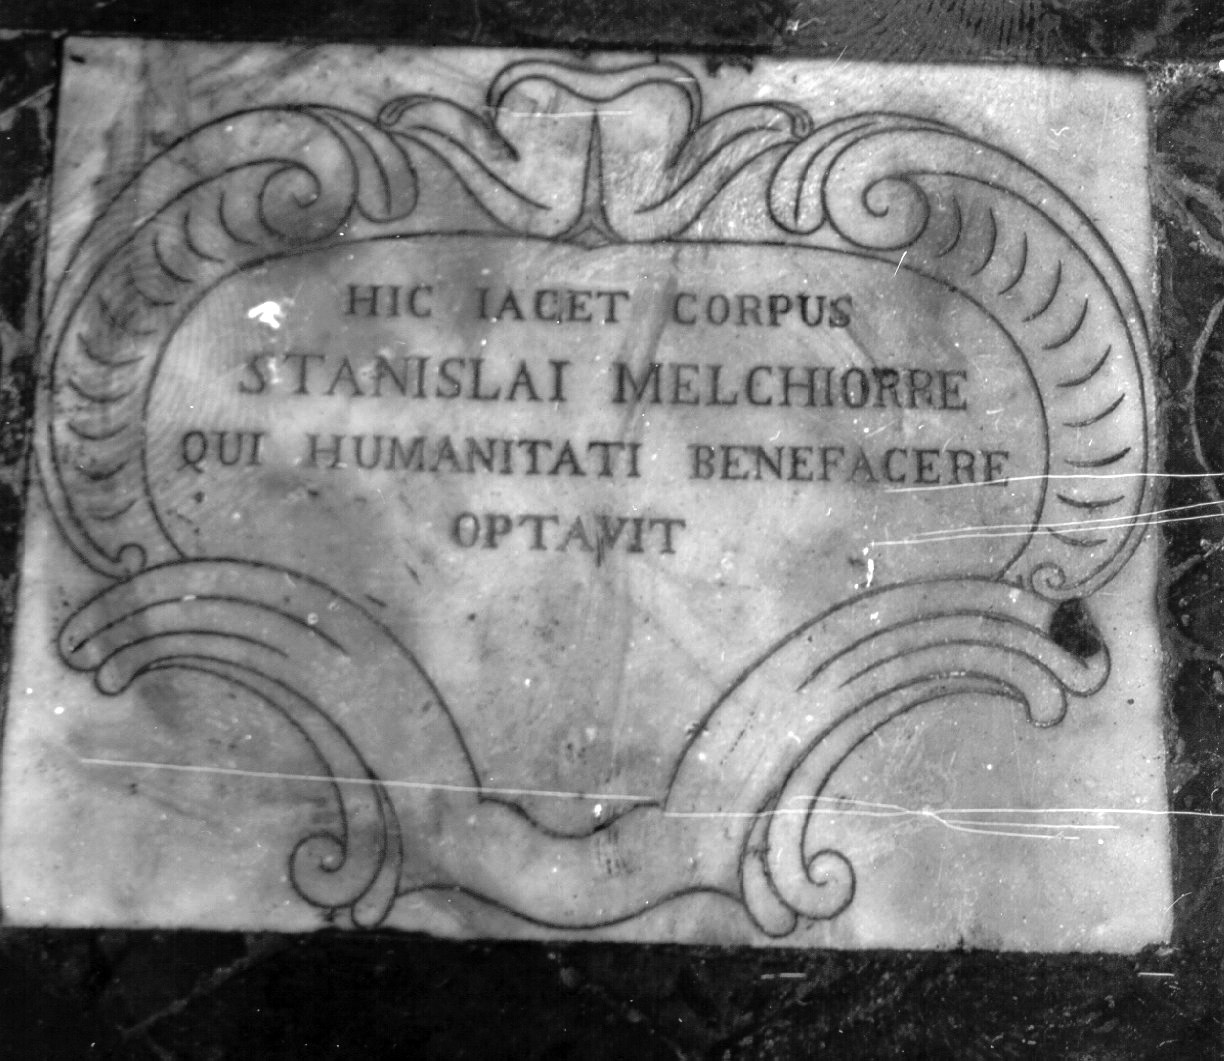 HIC IACET CORPUS
STANISLAI MELCHIORRE
QUI HUMANITATI BENEFACERE
OPTAVIT